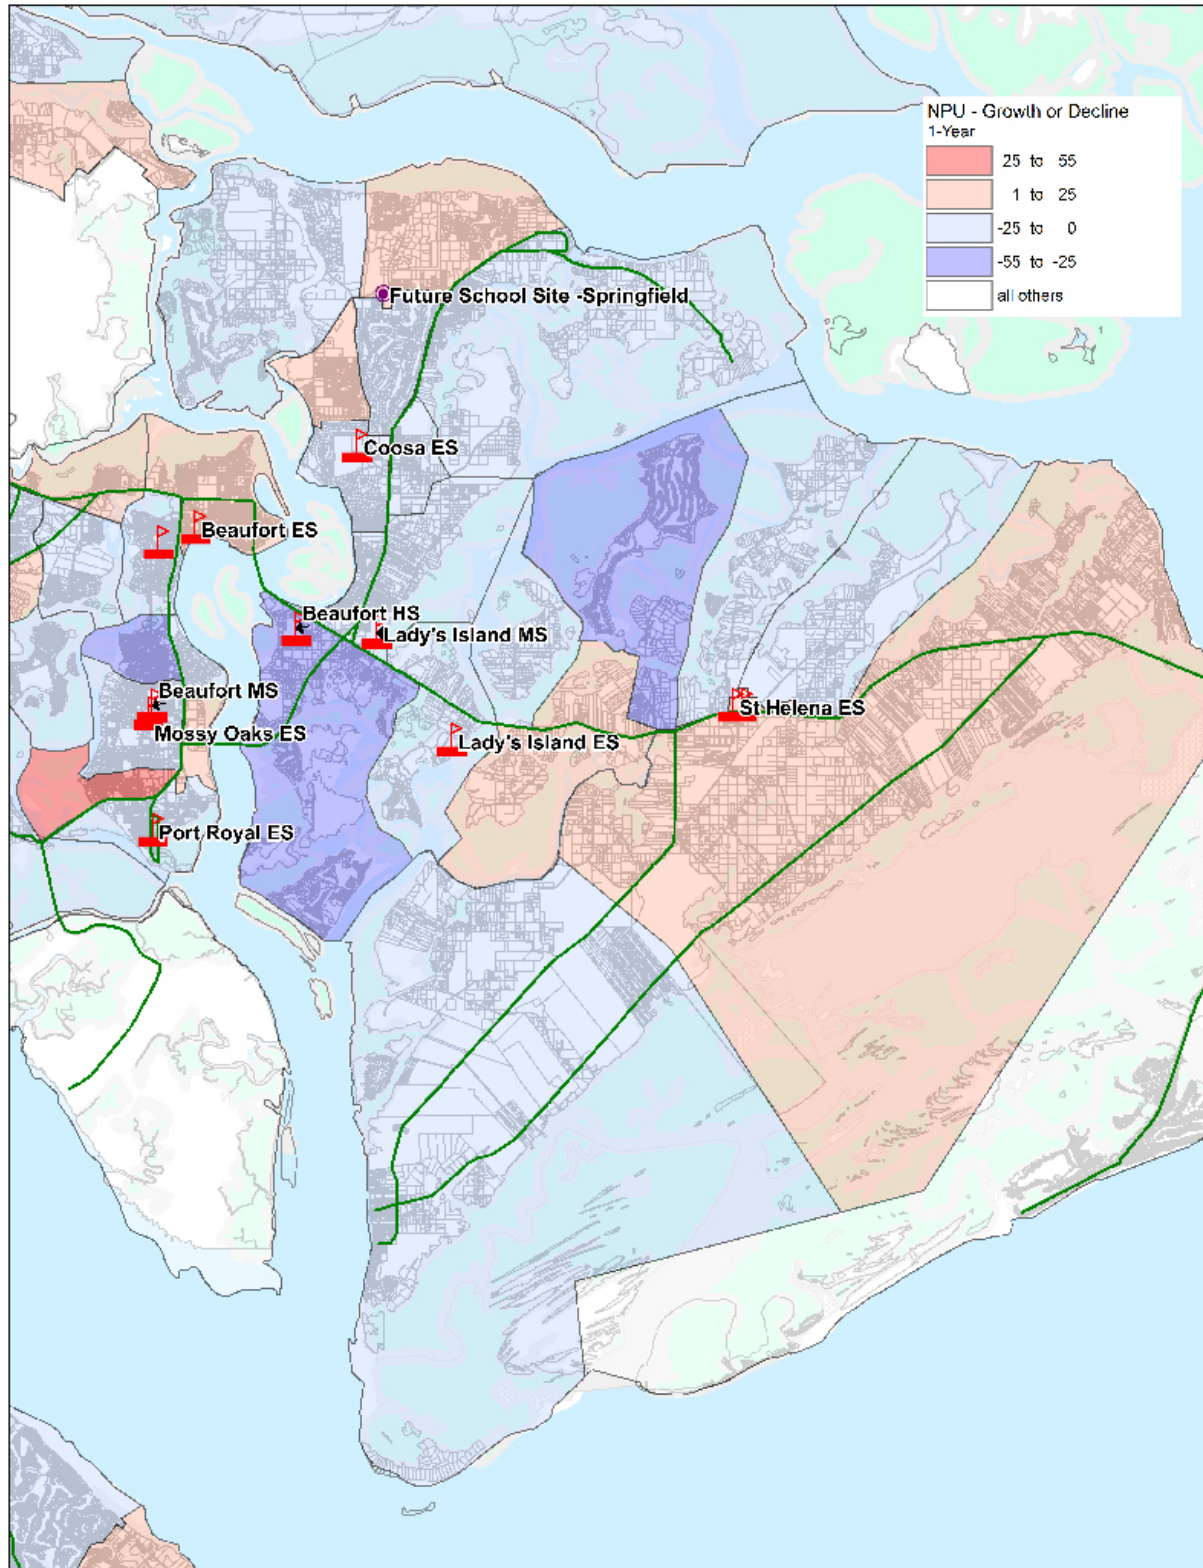 NPU - Growth or Decline
1-Year
25 to 55
1 to 25
-25 to 0
-55 to -25
all others
Future School Site -Springfield
Coosa ES
Beaufort ES
Beaufort HS
Lady's Island MS
Beaufort MS
St Helena ES
Mossy Oaks ES
Lady's Island ES
Port Royal ES